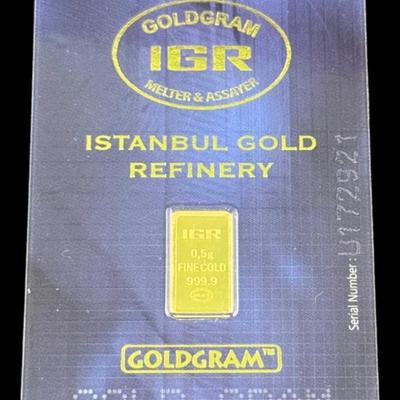 GOLDGRAM
IGR
MELTER & ASSAYER
ISTANBUL GOLD
REFINERY
IGR
0,5g
FINE GOLD
999.9
Serial Number: U172921
GOLDGRAM™